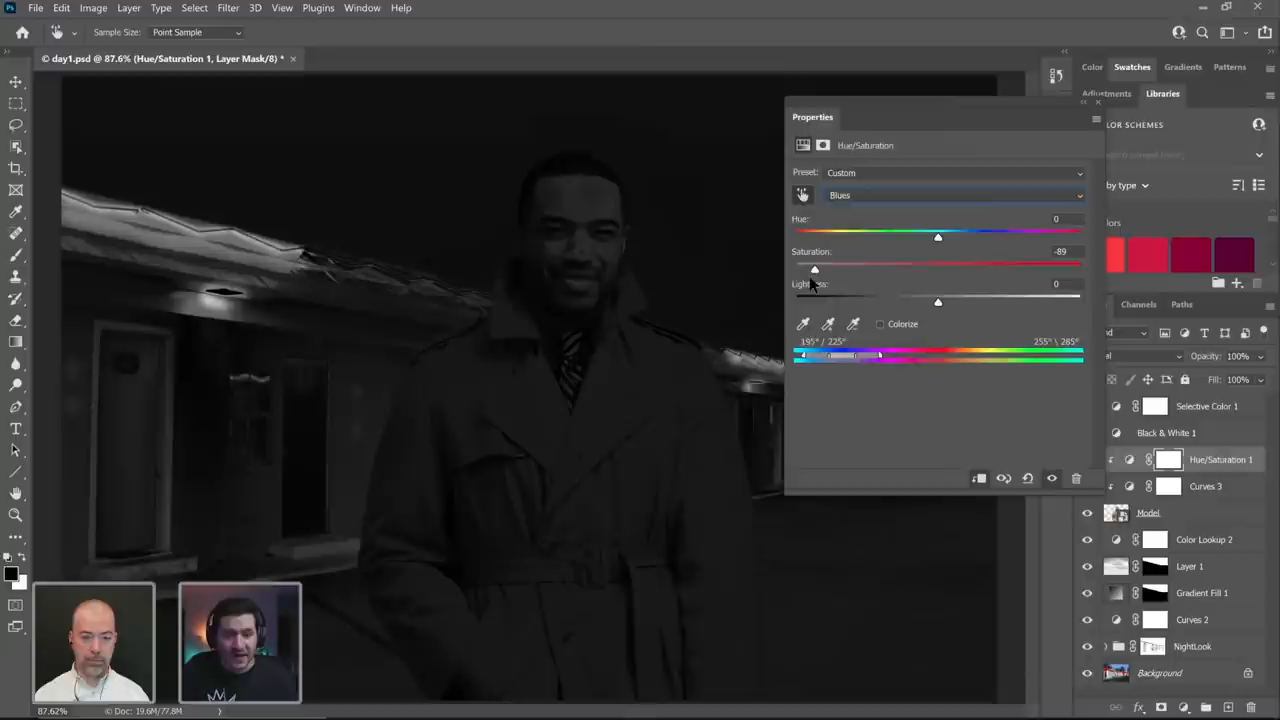 File Edit Image Layer Type Select Filter 3D View Plugins Window Help
Sample Size: Point Sample
© day1.psd @ 87.6% (Hue/Saturation 1, Layer Mask/8) *
Color Swatches Gradients Patterns
Adjustments Libraries
Properties
LOR SCHEMES
Hue/Saturation
Preset: Custom
by type
Blues
Hue: 0
Saturation: -89
Lightness: 0
Colorize
195° / 225° 255° \ 285°
Channels Paths
Opacity: 100%
Fill: 100%
Selective Color 1
Black & White 1
Hue/Saturation 1
Curves 3
Model
Color Lookup 2
Layer 1
Gradient Fill 1
Curves 2
NightLook
Background
87.62% © Doc: 19.6M/77.8M